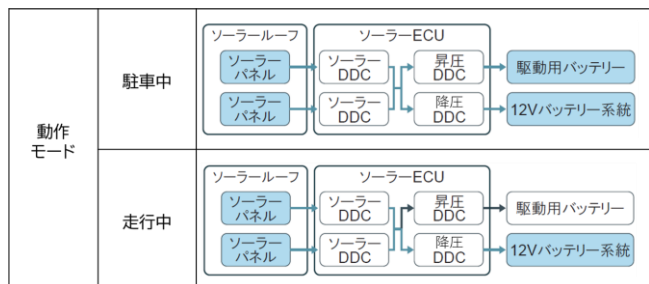 動作
モード
駐車中
ソーラールーフ
ソーラーECU
ソーラー
パネル
ソーラー
DDC
昇圧
DDC
駆動用バッテリー
ソーラー
パネル
ソーラー
DDC
降圧
DDC
12Vバッテリー系統
走行中
ソーラールーフ
ソーラーECU
ソーラー
パネル
ソーラー
DDC
昇圧
DDC
駆動用バッテリー
ソーラー
パネル
ソーラー
DDC
降圧
DDC
12Vバッテリー系統